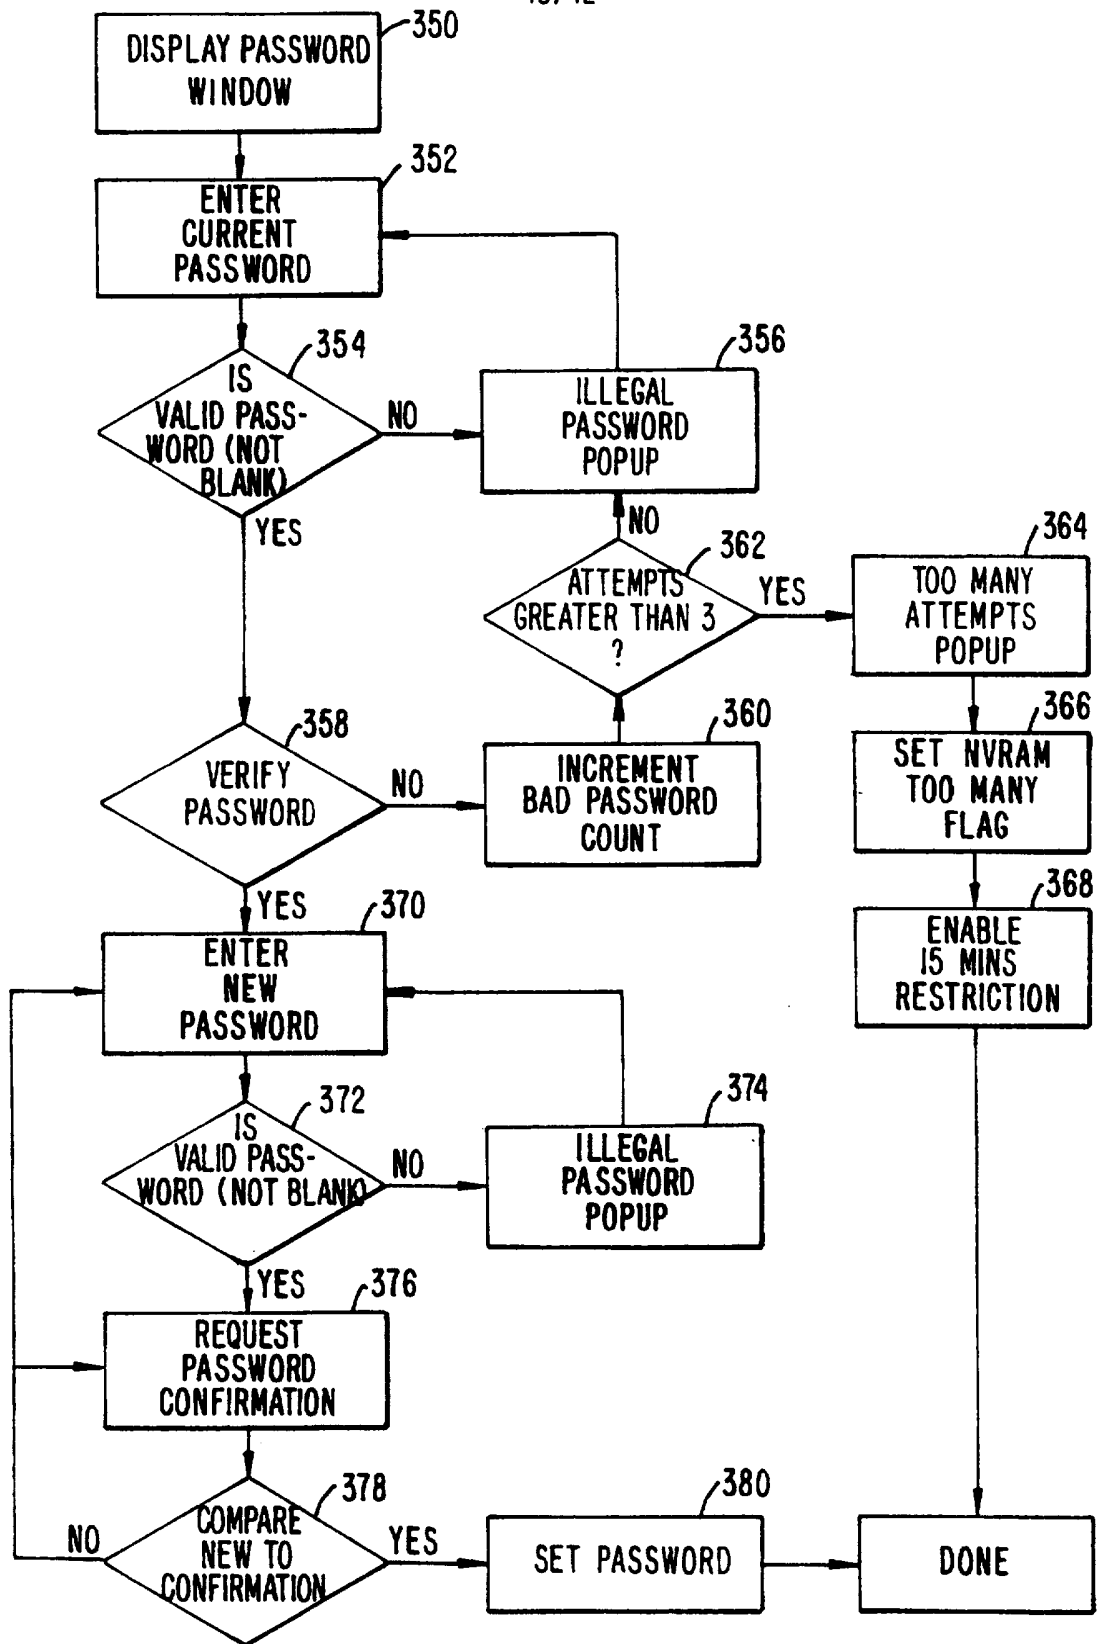 350
DISPLAY PASSWORD
WINDOW
352
ENTER
CURRENT
PASSWORD
354
IS
VALID PASS-
WORD (NOT
BLANK)
NO
YES
356
ILLEGAL
PASSWORD
POPUP
NO
362
ATTEMPTS
GREATER THAN 3
?
YES
364
TOO MANY
ATTEMPTS
POPUP
358
VERIFY
PASSWORD
NO
YES
360
INCREMENT
BAD PASSWORD
COUNT
366
SET NVRAM
TOO MANY
FLAG
368
ENABLE
15 MINS
RESTRICTION
370
ENTER
NEW
PASSWORD
372
IS
VALID PASS-
WORD (NOT BLANK)
NO
YES
374
ILLEGAL
PASSWORD
POPUP
376
REQUEST
PASSWORD
CONFIRMATION
378
COMPARE
NEW TO
CONFIRMATION
NO
YES
380
SET PASSWORD
DONE